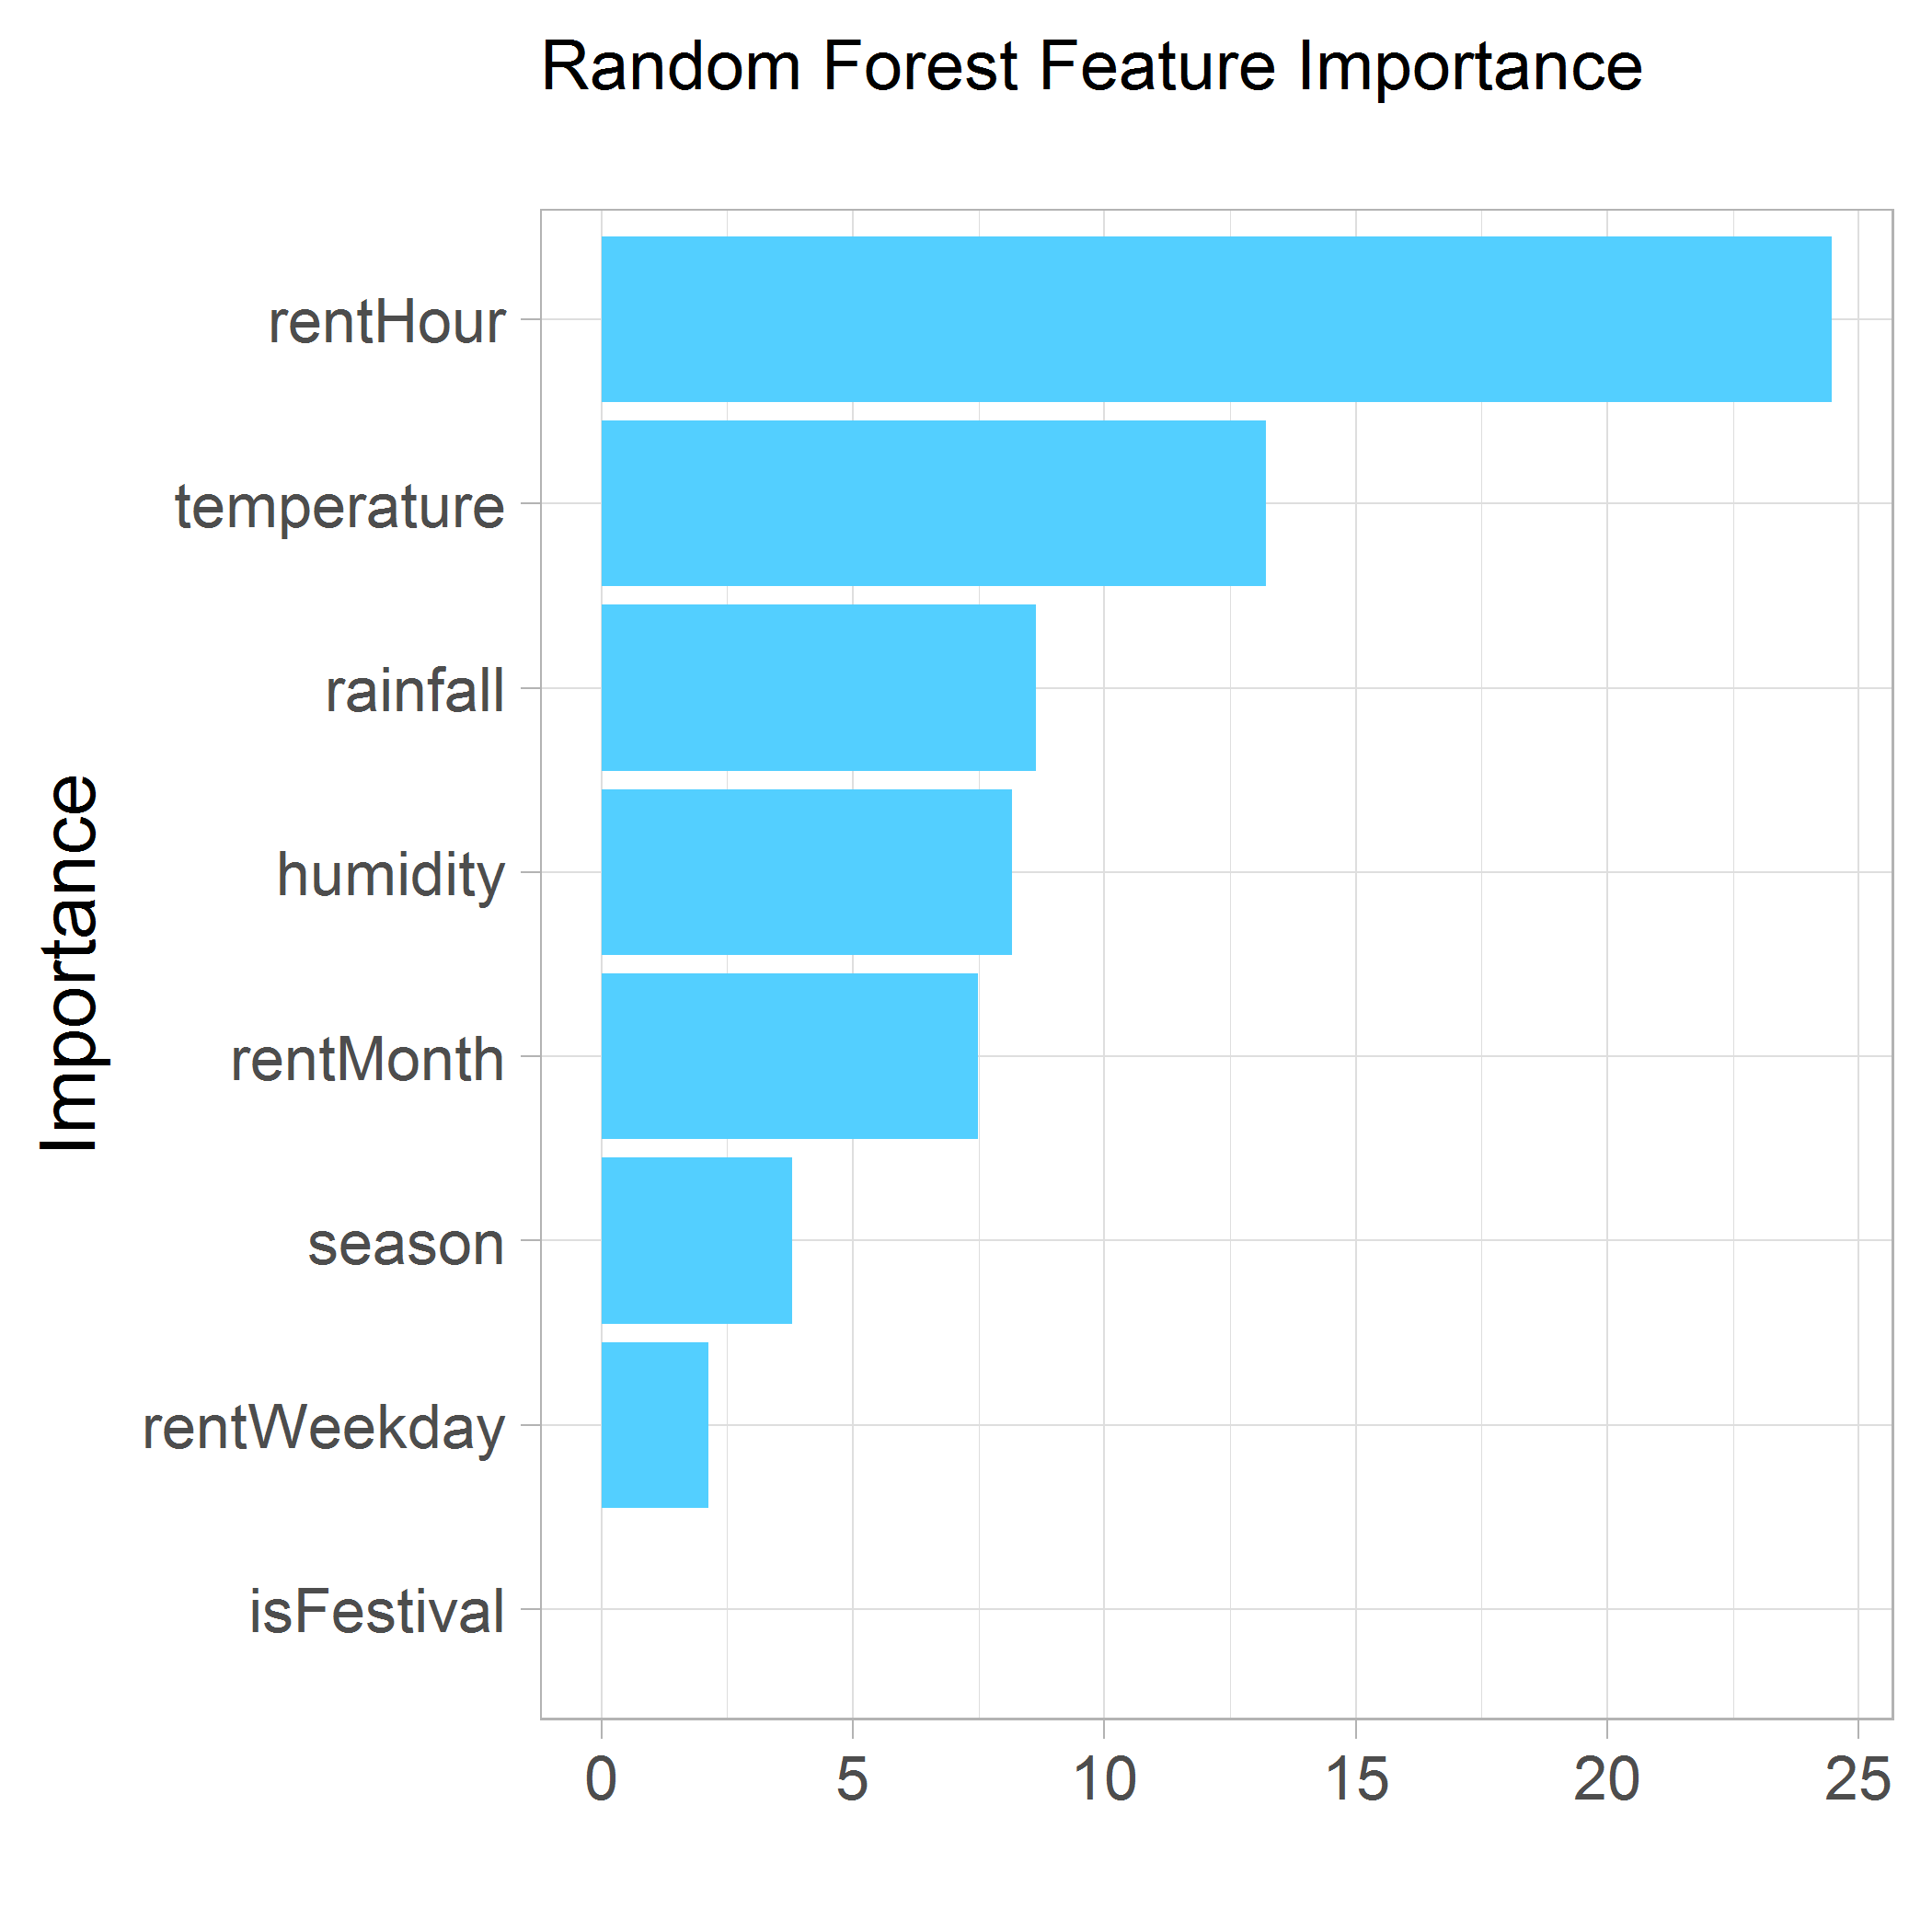 Random Forest Feature Importance
Importance
rentHour
temperature
rainfall
humidity
rentMonth
season
rentWeekday
isFestival
0 5 10 15 20 25